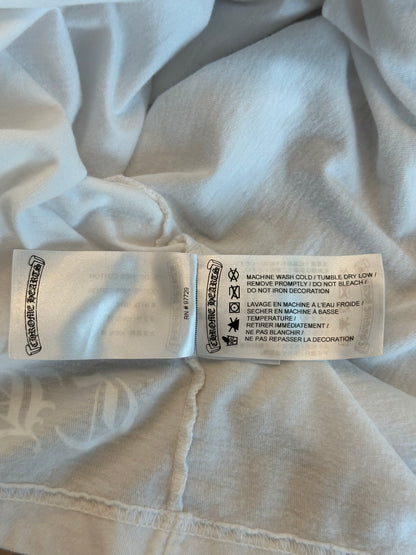 CHROME HEARTS
RN # 97729
CHROME HEARTS
MACHINE WASH COLD / TUMBLE DRY LOW /
REMOVE PROMPTLY / DO NOT BLEACH /
DO NOT IRON DECORATION
LAVAGE EN MACHINE À L'EAU FROIDE /
SECHER EN MACHINE À BASSE
TEMPERATURE /
RETIRER IMMÉDIATEMENT /
NE PAS BLANCHIR /
NE PAS REPASSER LA DECORATION